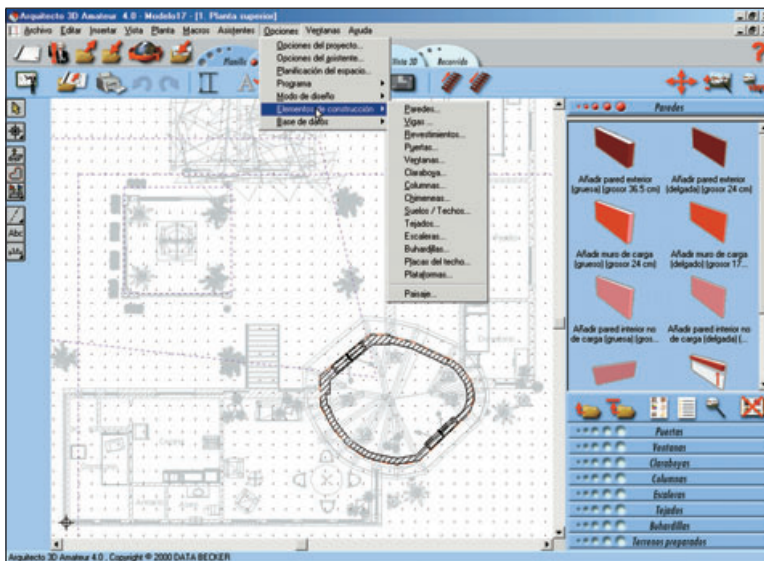 Arquitecto 3D Amateur 4.0 - Modelo17 - [1. Planta superior]
Archivo Editar Insertar Vista Planta Macros Asistentes Opciones Ventanas Ayuda
Planilla
Vista 3D
Recorrido
Opciones del proyecto...
Opciones del asistente...
Planificación del espacio...
Programa
Modo de diseño
Elementos de construcción
Base de datos
Paredes...
Vigas ...
Revestimientos...
Puertas...
Ventanas...
Claraboya...
Columnas...
Chimeneas...
Suelos / Techos...
Tejados...
Escaleras...
Buhardillas...
Placas del techo...
Plataformas...
Paisaje...
Abc
Paredes
Añadir pared exterior (gruesa) (grosor 36.5 cm)
Añadir pared exterior (delgada) (grosor 24 cm)
Añadir muro de carga (grueso) (grosor 24 cm)
Añadir muro de carga (delgado) (grosor 17...
Añadir pared interior no de carga (gruesa) (gros...
Añadir pared interior no de carga (delgada) (...
Puertas
Ventanas
Claraboyas
Columnas
Escaleras
Tejados
Buhardillas
Terrenos preparados
Arquitecto 3D Amateur 4.0 . Copyright © 2000 DATA BECKER